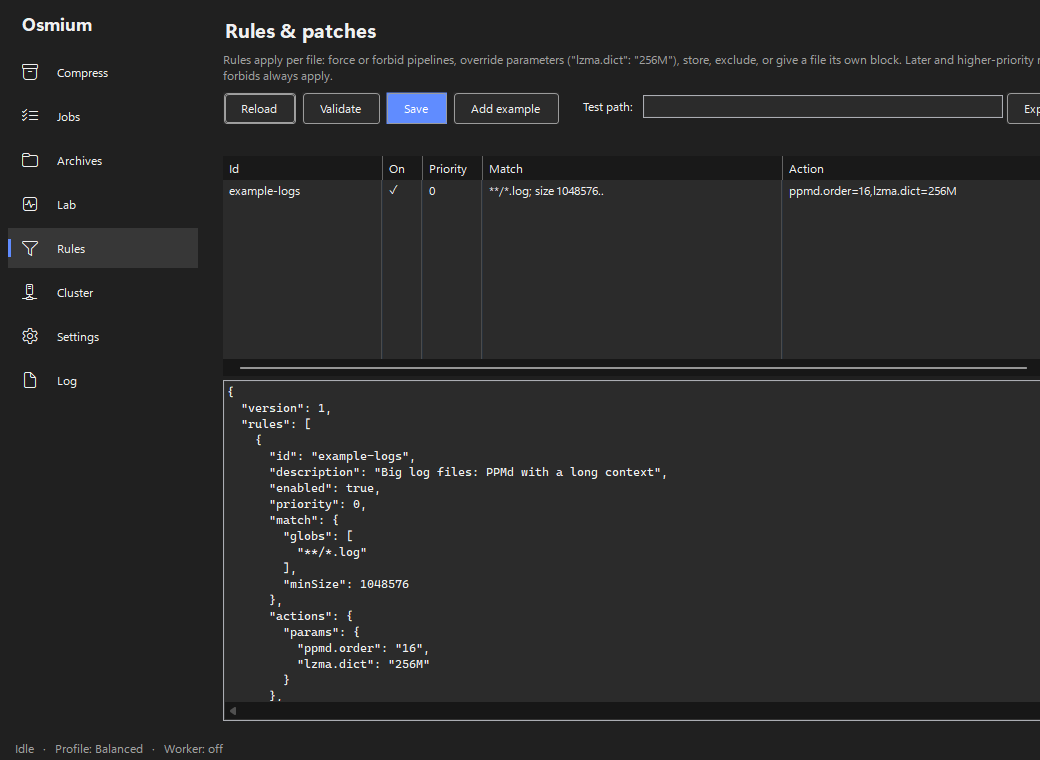 Osmium
Compress
Jobs
Archives
Lab
Rules
Cluster
Settings
Log
Rules & patches
Rules apply per file: force or forbid pipelines, override parameters ("lzma.dict": "256M"), store, exclude, or give a file its own block. Later and higher-priority
forbids always apply.
Reload
Validate
Save
Add example
Test path:
Exp
Id On Priority Match Action
example-logs ✓ 0 **/*.log; size 1048576.. ppmd.order=16,lzma.dict=256M
{
  "version": 1,
  "rules": [
    {
      "id": "example-logs",
      "description": "Big log files: PPMd with a long context",
      "enabled": true,
      "priority": 0,
      "match": {
        "globs": [
          "**/*.log"
        ],
        "minSize": 1048576
      },
      "actions": {
        "params": {
          "ppmd.order": "16",
          "lzma.dict": "256M"
        }
      },
Idle · Profile: Balanced · Worker: off